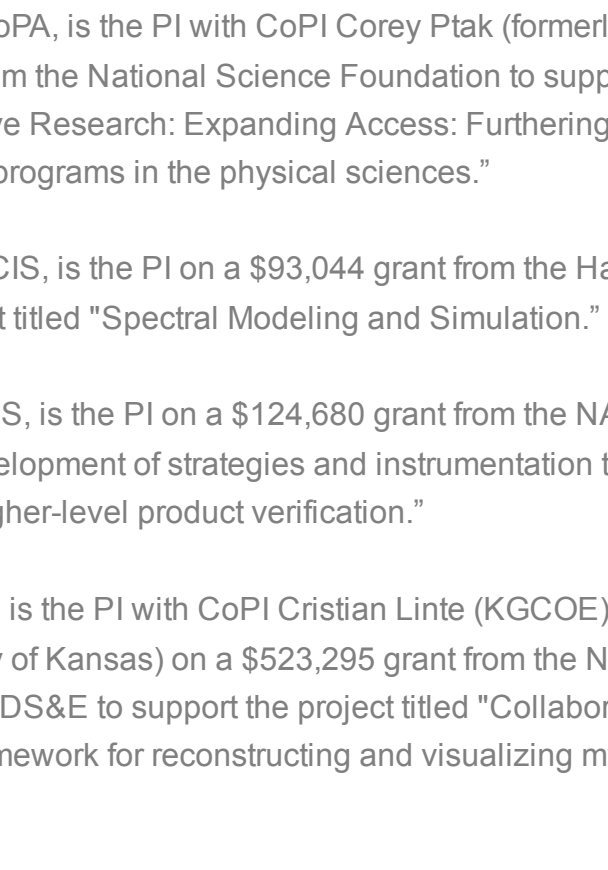 oPA, is the PI with CoPI Corey Ptak (formerl
m the National Science Foundation to supp
ve Research: Expanding Access: Furthering
programs in the physical sciences.”
CIS, is the PI on a $93,044 grant from the Ha
t titled "Spectral Modeling and Simulation.”
S, is the PI on a $124,680 grant from the NA
elopment of strategies and instrumentation t
gher-level product verification.”
, is the PI with CoPI Cristian Linte (KGCOE)
y of Kansas) on a $523,295 grant from the N
DS&E to support the project titled "Collabor
mework for reconstructing and visualizing m